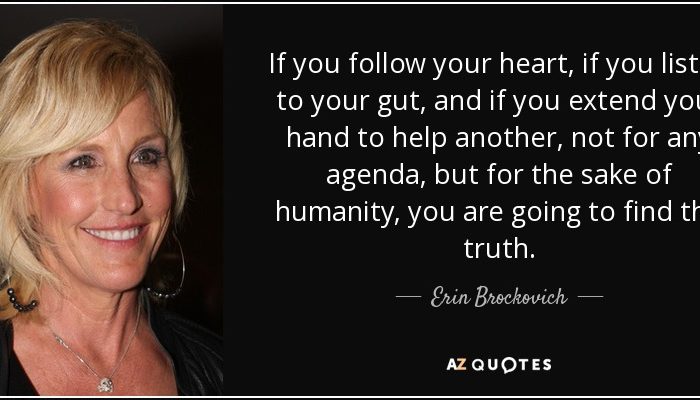 If you follow your heart, if you list
to your gut, and if you extend you
hand to help another, not for any
agenda, but for the sake of
humanity, you are going to find th
truth.
Erin Brockovich
AZ QUOTES